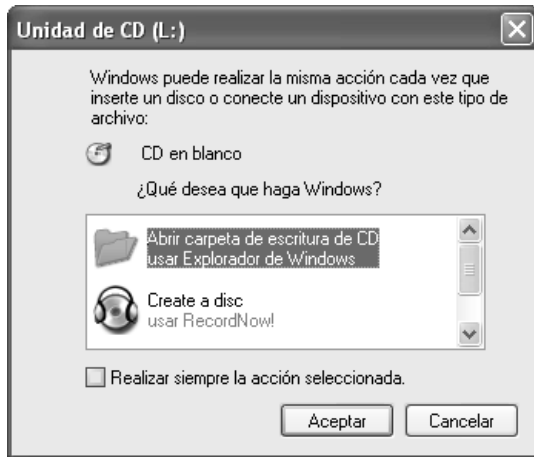 Unidad de CD (L:)
Windows puede realizar la misma acción cada vez que
inserte un disco o conecte un dispositivo con este tipo de
archivo:
CD en blanco
¿Qué desea que haga Windows?
Abrir carpeta de escritura de CD
usar Explorador de Windows
Create a disc
usar RecordNow!
Realizar siempre la acción seleccionada.
Aceptar
Cancelar